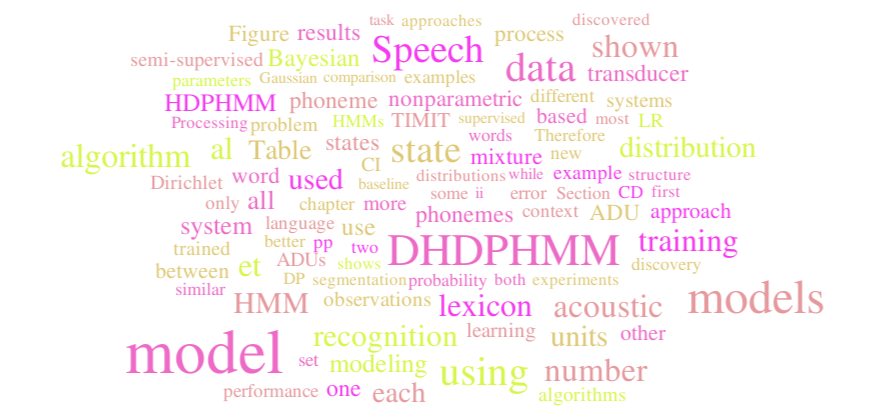 task approaches discovered
Figure results Speech process shown
semi-supervised Bayesian data transducer
parameters Gaussian comparison examples
HDPHMM phoneme nonparametric different systems
Processing problem HMMs TIMIT supervised based most LR
algorithm al Table states state words Therefore distribution
CI mixture new
Dirichlet word used baseline distributions while example structure
only all chapter more some ii error Section CD first
system language use phonemes context ADU approach
trained better pp two DHDPHMM training
between et ADUs shows discovery
similar DP segmentation probability both experiments
HMM observations lexicon acoustic models
model recognition learning units other
set modeling using number
performance one each algorithms